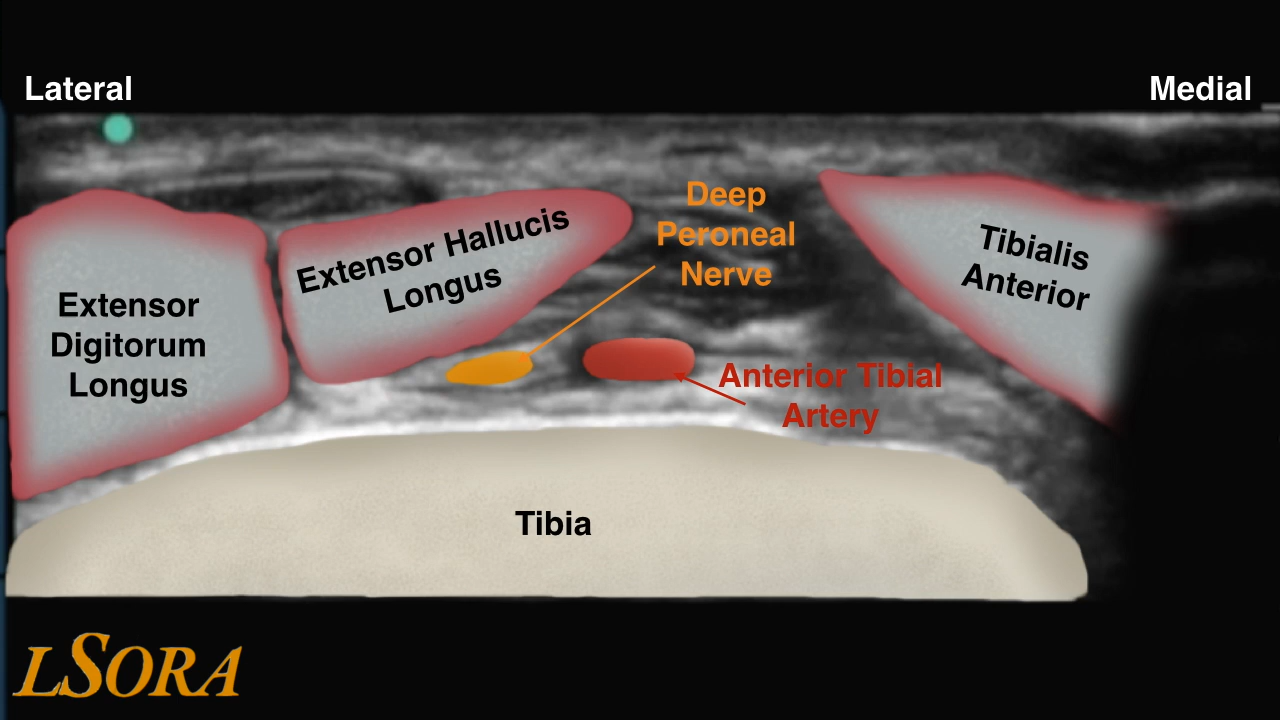 Lateral
Medial
Deep
Peroneal
Nerve
Extensor Hallucis
Longus
Tibialis
Anterior
Extensor
Digitorum
Longus
Anterior Tibial
Artery
Tibia
LSORA